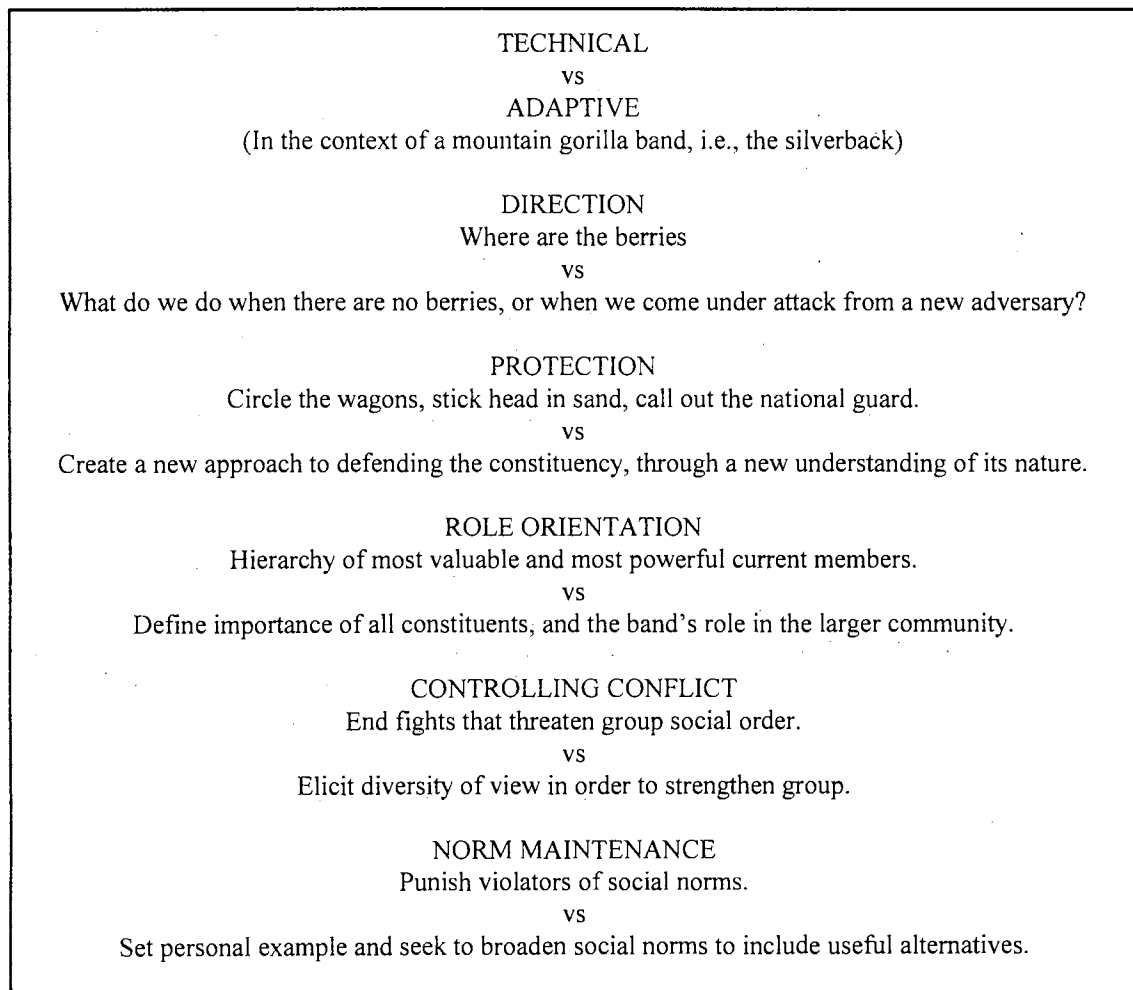 TECHNICAL
vs
ADAPTIVE
(In the context of a mountain gorilla band, i.e., the silverback)
DIRECTION
Where are the berries
vs
What do we do when there are no berries, or when we come under attack from a new adversary?
PROTECTION
Circle the wagons, stick head in sand, call out the national guard.
vs
Create a new approach to defending the constituency, through a new understanding of its nature.
ROLE ORIENTATION
Hierarchy of most valuable and most powerful current members.
vs
Define importance of all constituents, and the band's role in the larger community.
CONTROLLING CONFLICT
End fights that threaten group social order.
vs
Elicit diversity of view in order to strengthen group.
NORM MAINTENANCE
Punish violators of social norms.
vs
Set personal example and seek to broaden social norms to include useful alternatives.